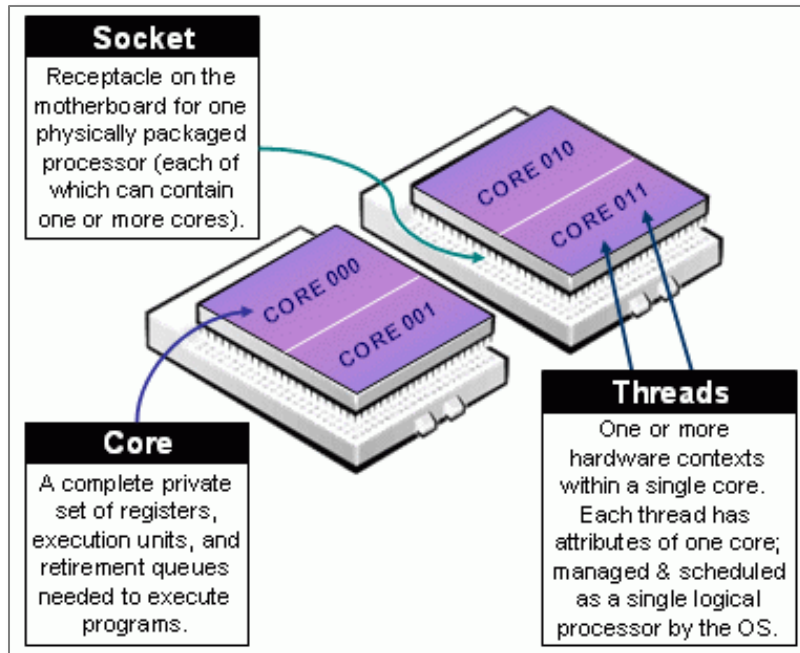 Socket
Receptacle on the
motherboard for one
physically packaged
processor (each of
which can contain
one or more cores).
CORE 010
CORE 011
CORE 000
CORE 001
Core
A complete private
set of registers,
execution units, and
retirement queues
needed to execute
programs.
Threads
One or more
hardware contexts
within a single core.
Each thread has
attributes of one core;
managed & scheduled
as a single logical
processor by the OS.